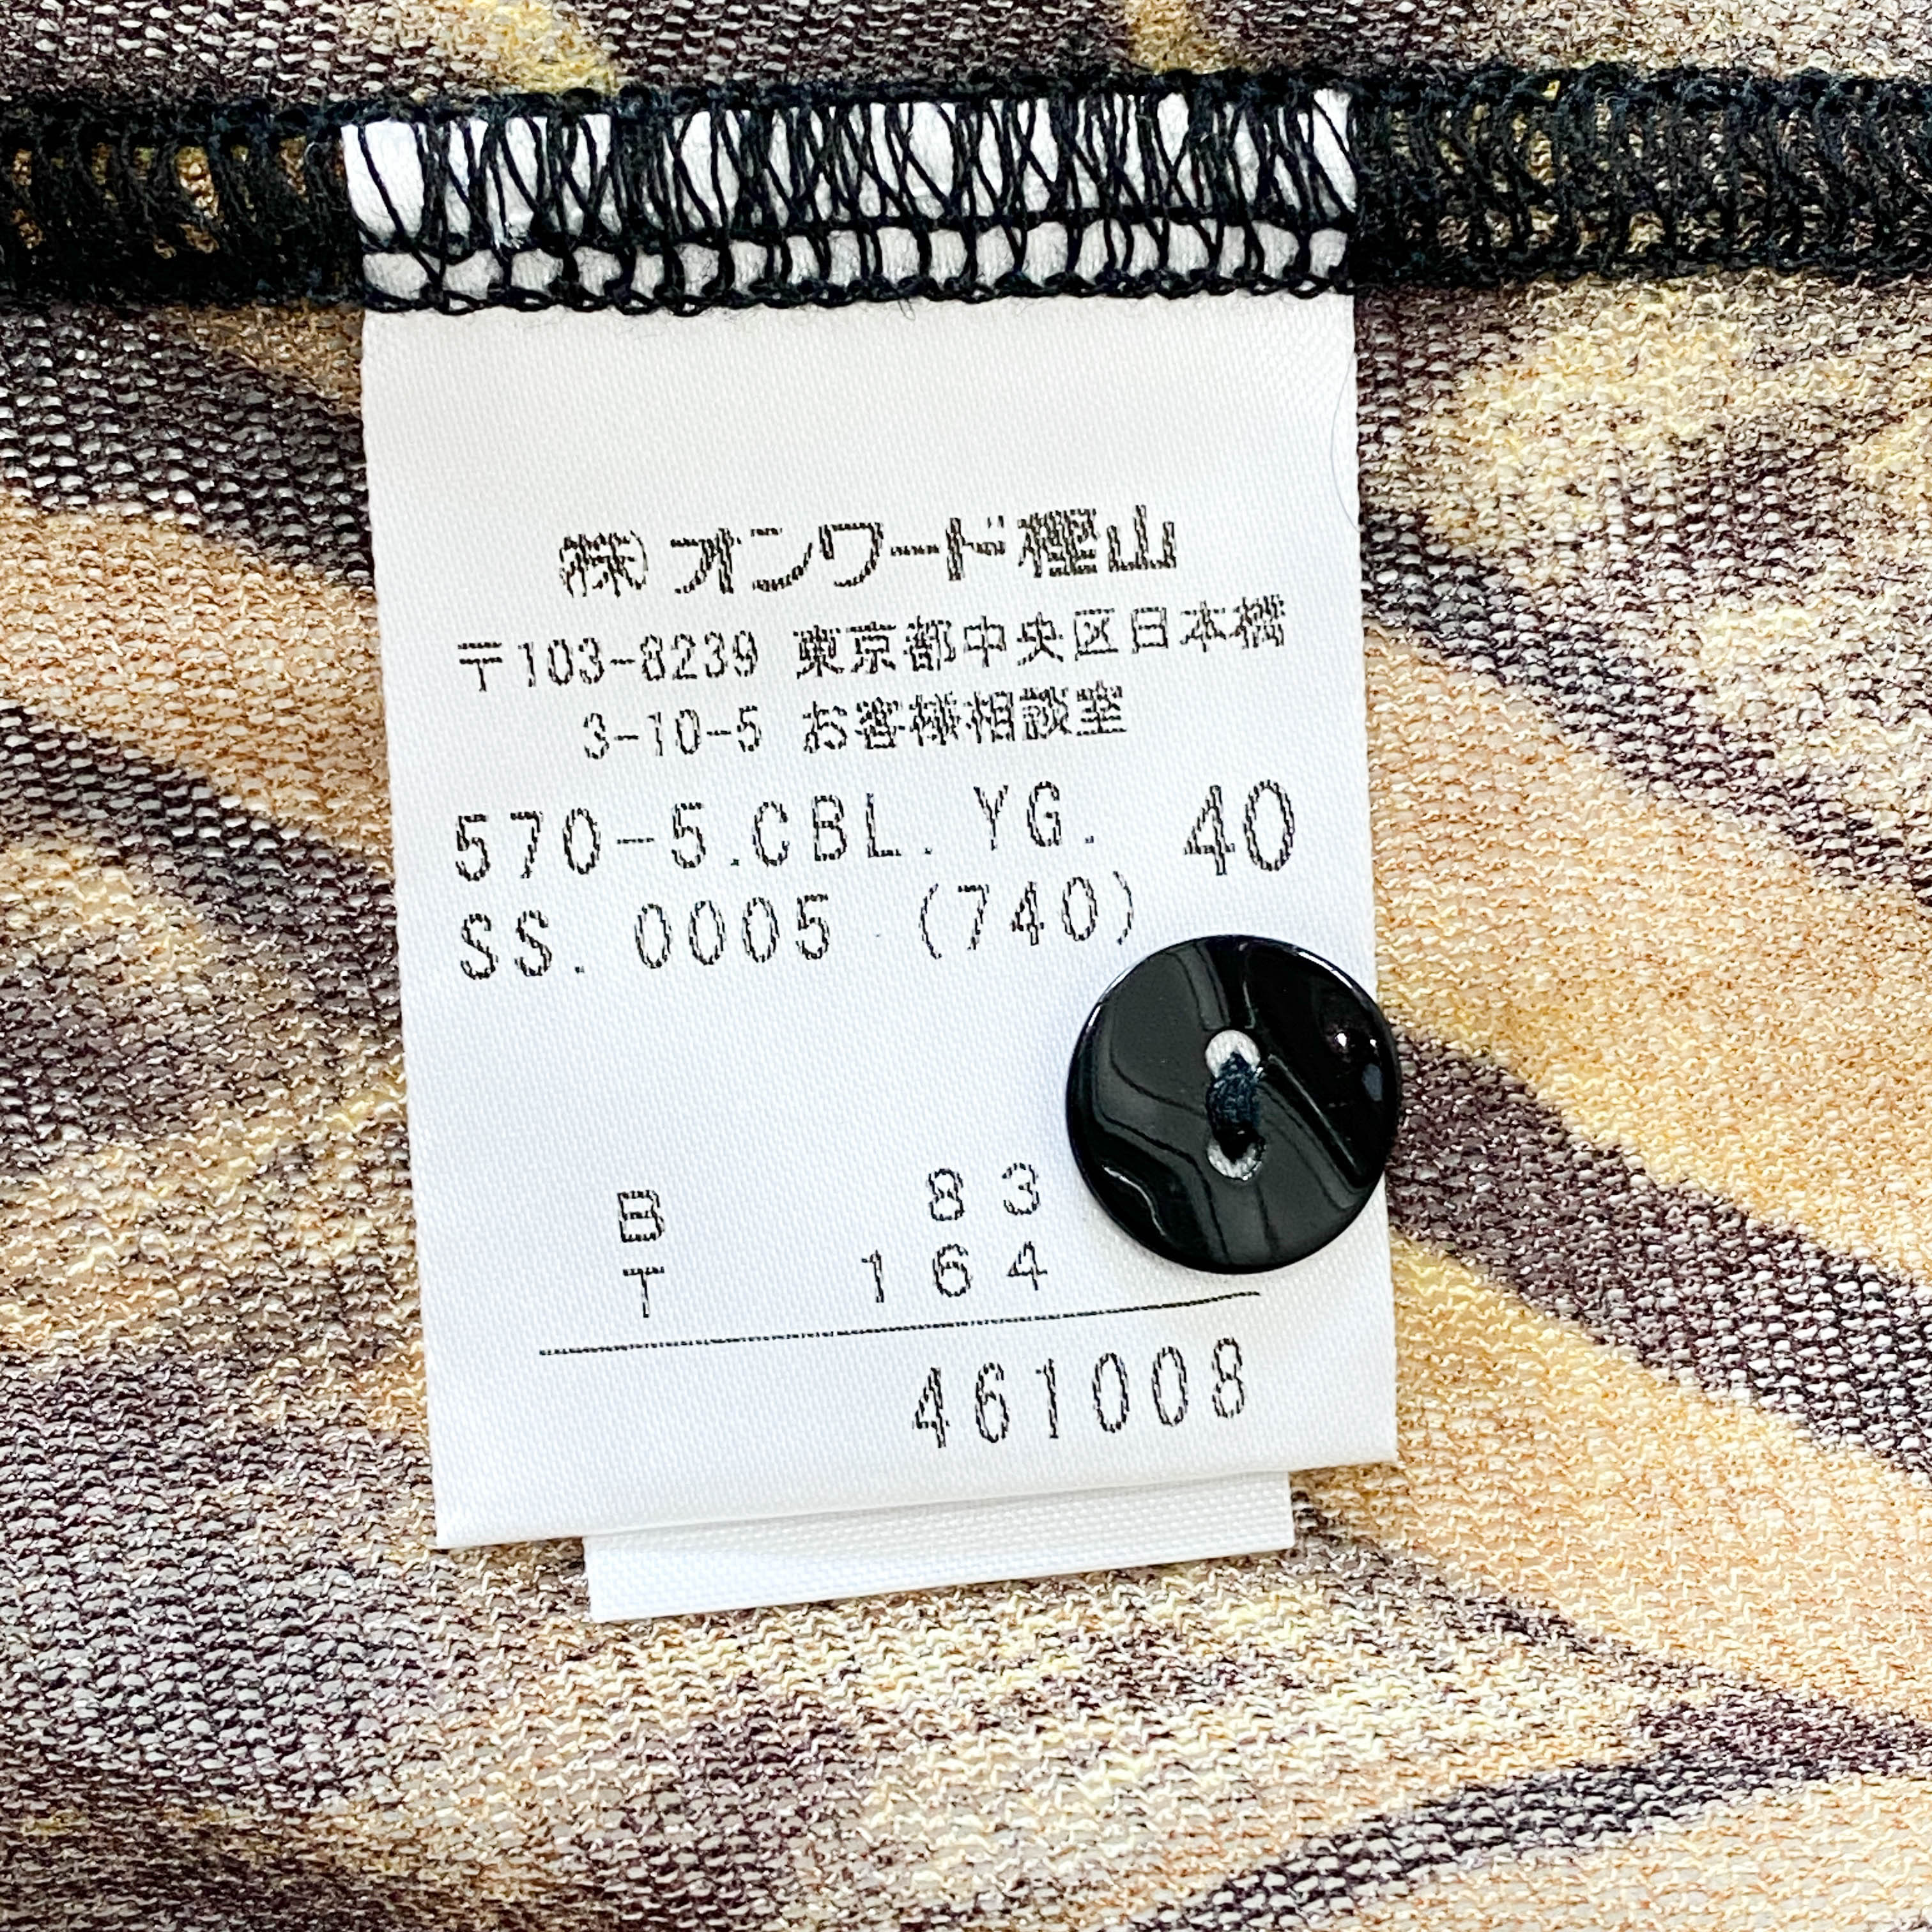 ㈱オンワード樫山
〒103-8239 東京都中央区日本橋
3-10-5 お客様相談室
570-5.CBL.YG. 40
SS. 0005 (740)
B 83
T 164
461008